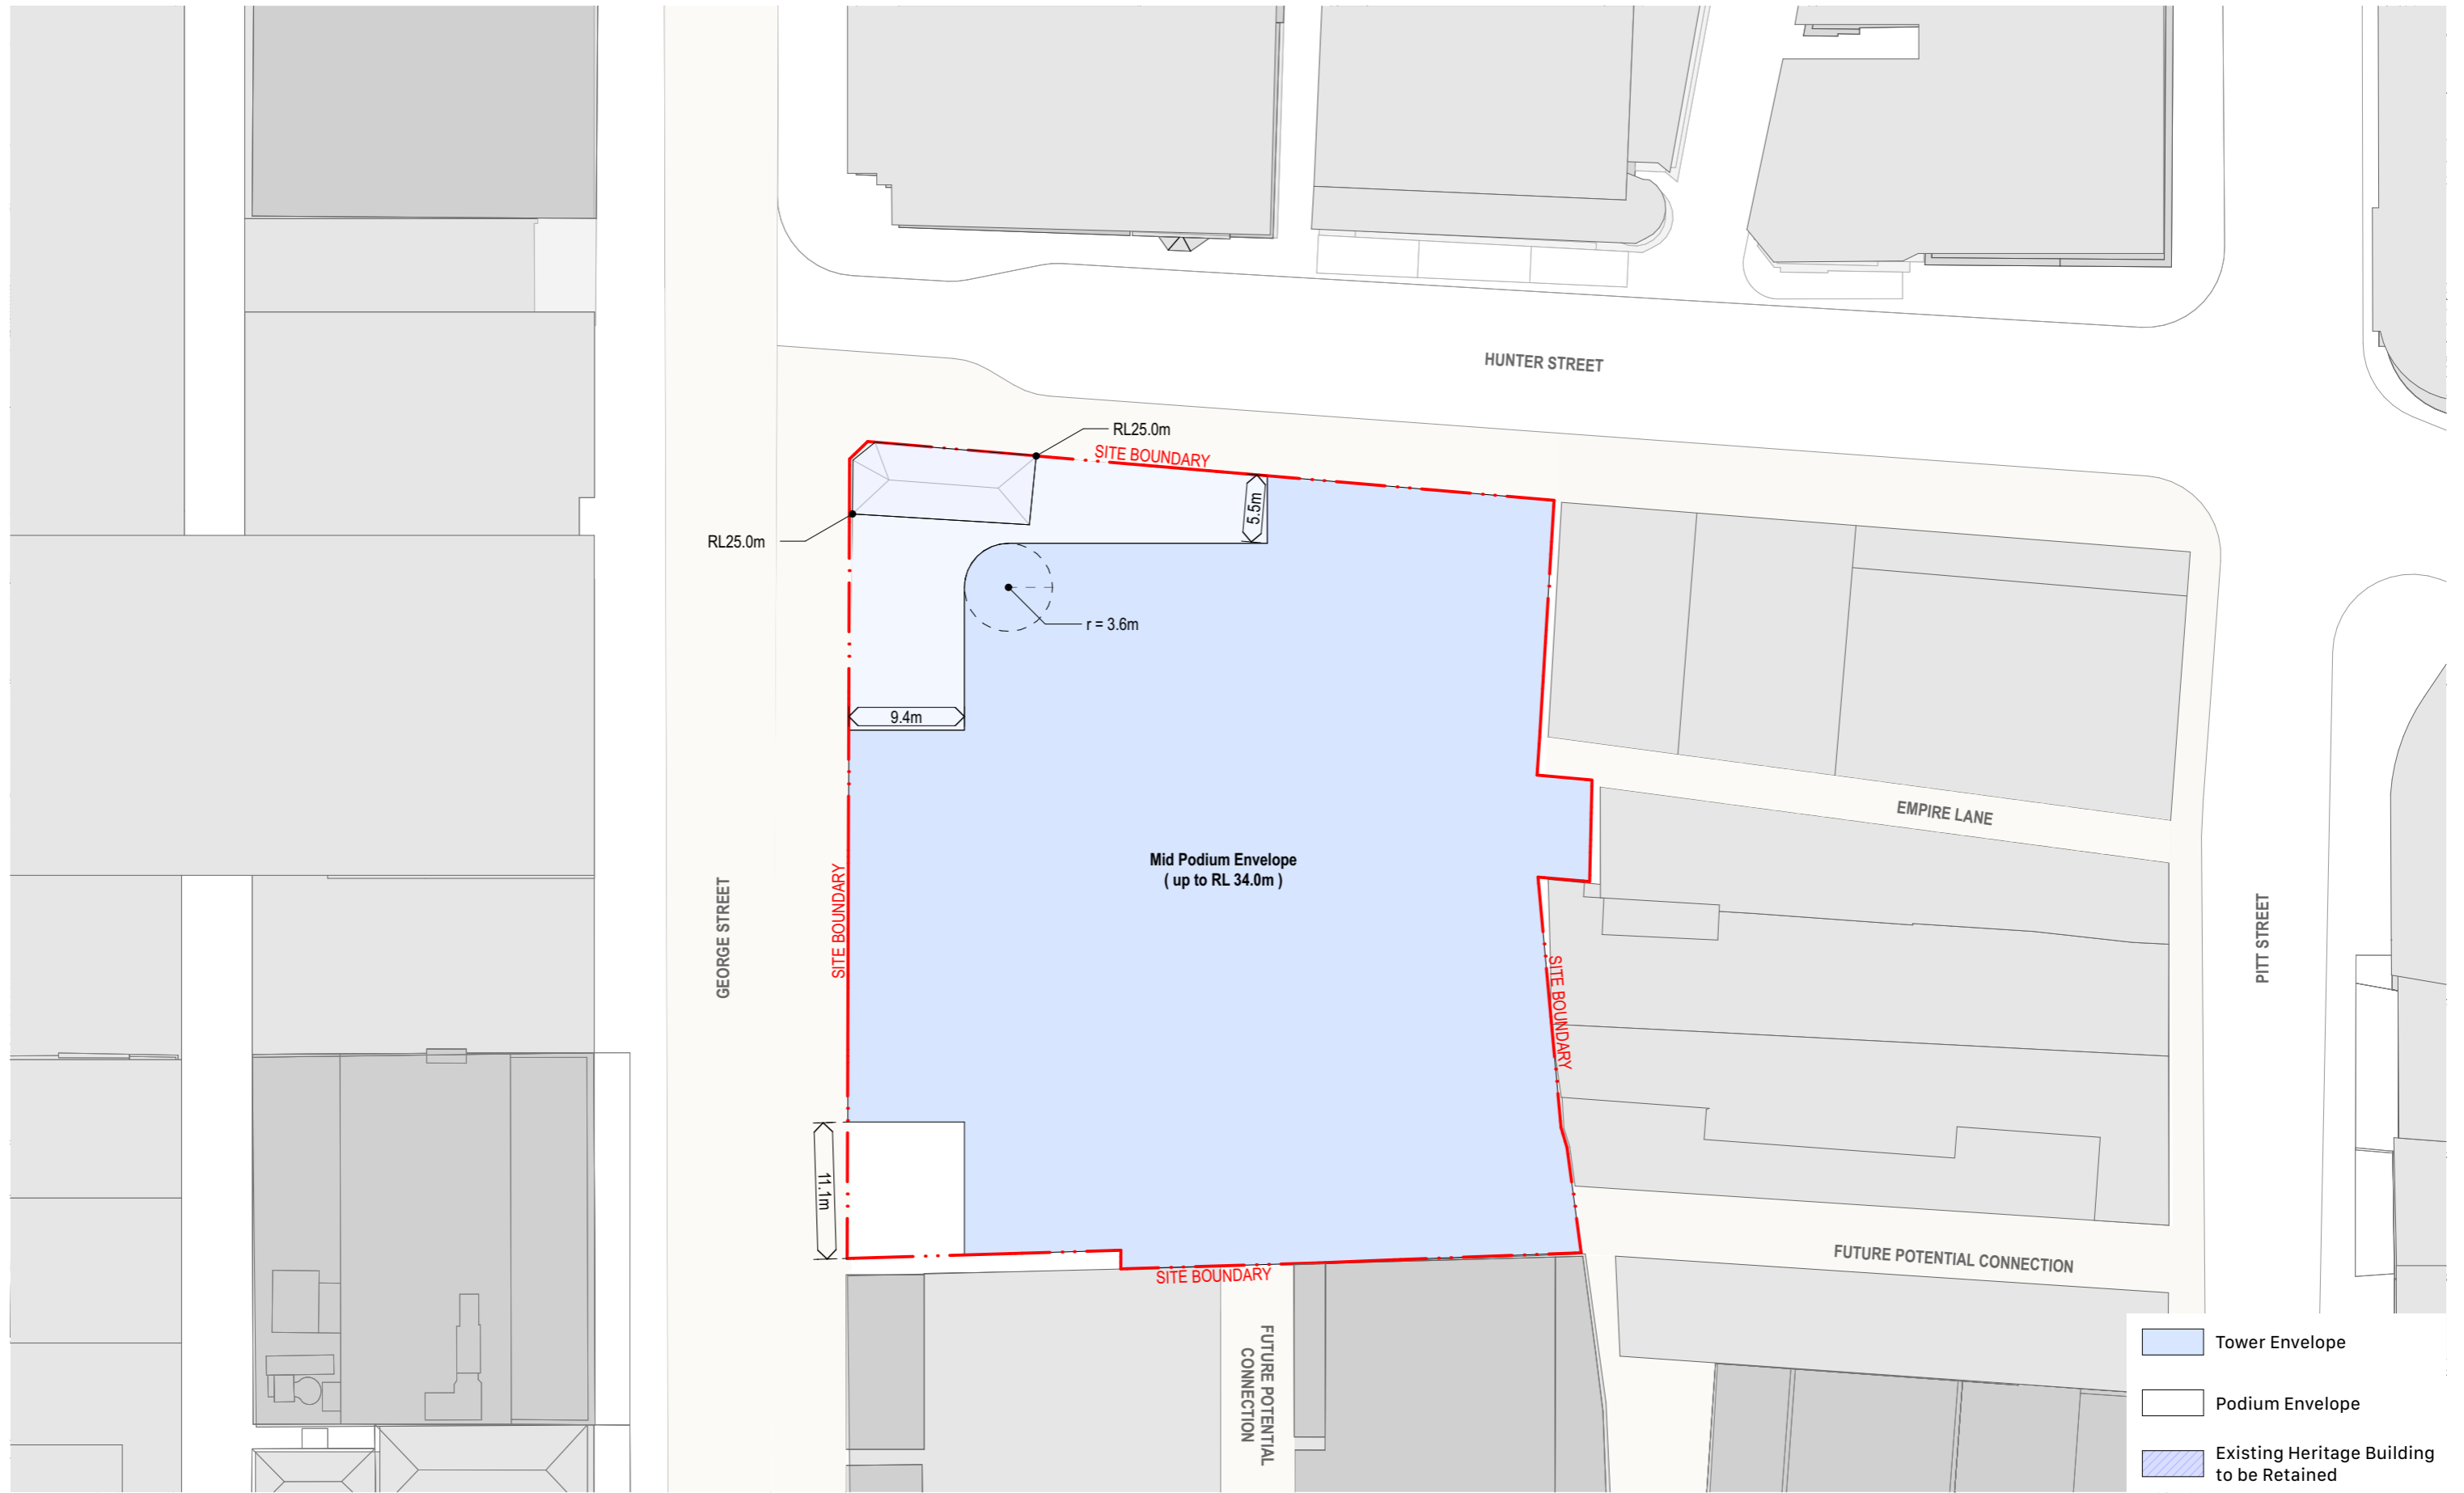 HUNTER STREET
RL25.0m
SITE BOUNDARY
5.5m
RL25.0m
r = 3.6m
9.4m
EMPIRE LANE
Mid Podium Envelope
( up to RL 34.0m )
GEORGE STREET
SITE BOUNDARY
SITE BOUNDARY
PITT STREET
11.1m
FUTURE POTENTIAL CONNECTION
SITE BOUNDARY
FUTURE POTENTIAL
CONNECTION
Tower Envelope
Podium Envelope
Existing Heritage Building
to be Retained